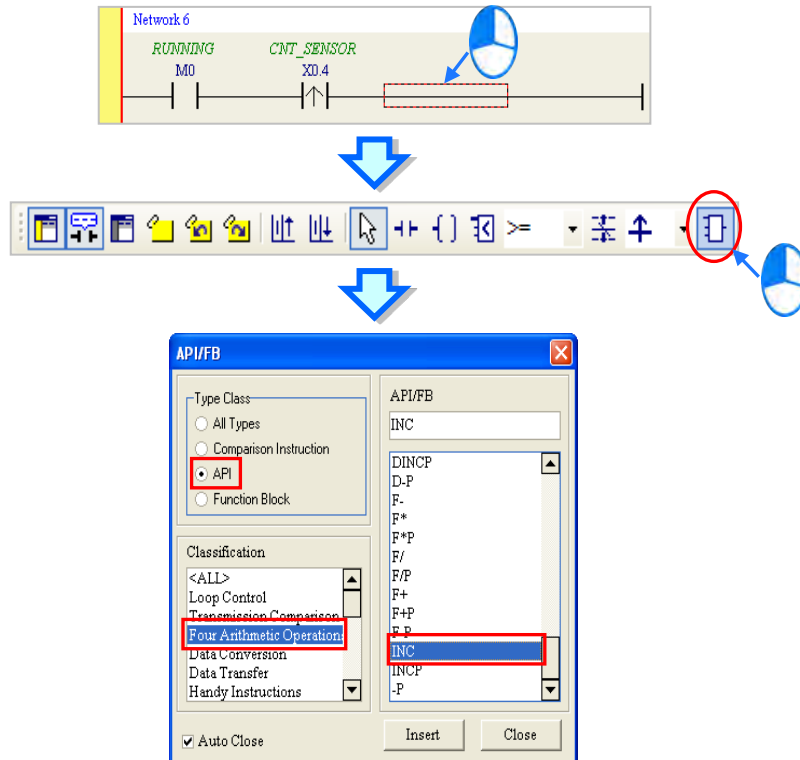 Network 6
RUNNING CNT_SENSOR
M0 X0.4
>=
API/FB
Type Class
All Types
Comparison Instruction
API
Function Block
Classification
<ALL>
Loop Control
Transmission Comparison
Four Arithmetic Operation
Data Conversion
Data Transfer
Handy Instructions
Auto Close
API/FB
INC
DINCP
D-P
F-
F*
F*P
F/
F/P
F+
F+P
F-P
INC
INCP
-P
Insert Close